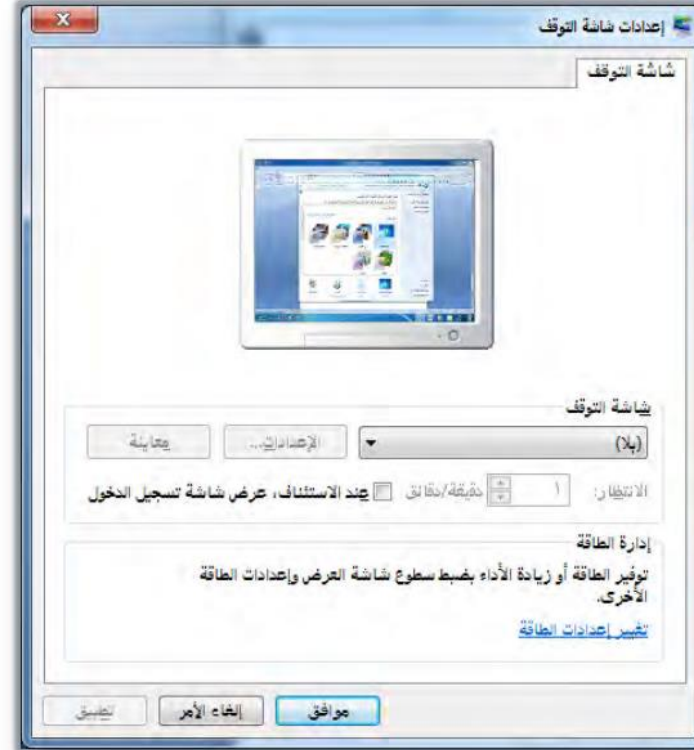 إعدادات شاشة التوقف
شاشة التوقف
شاشة التوقف
(بلا)
الإعدادات...
معاينة
الانتظار: ١ دقيقة/دقائق عند الاستئناف، عرض شاشة تسجيل الدخول
إدارة الطاقة
توفير الطاقة أو زيادة الأداء بضبط سطوع شاشة العرض وإعدادات الطاقة
الأخرى.
تغيير إعدادات الطاقة
موافق
إلغاء الأمر
تطبيق